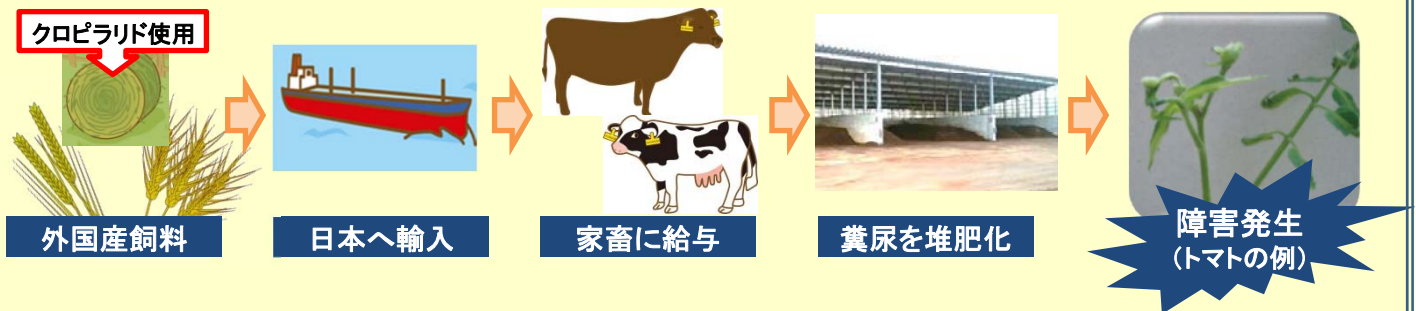 クロピラリド使用
外国産飼料
日本へ輸入
家畜に給与
糞尿を堆肥化
障害発生
（トマトの例）